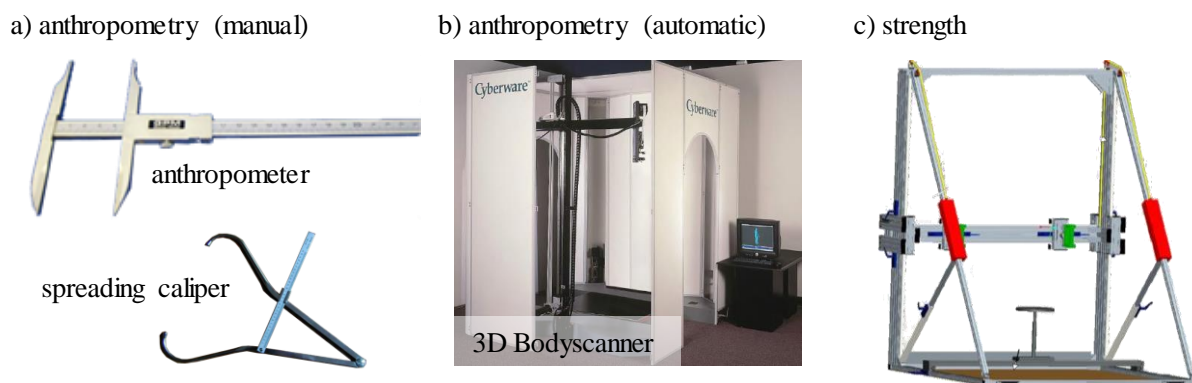 a) anthropometry (manual)
b) anthropometry (automatic)
c) strength
anthropometer
spreading caliper
Cyberware
Cyberware
3D Bodyscanner